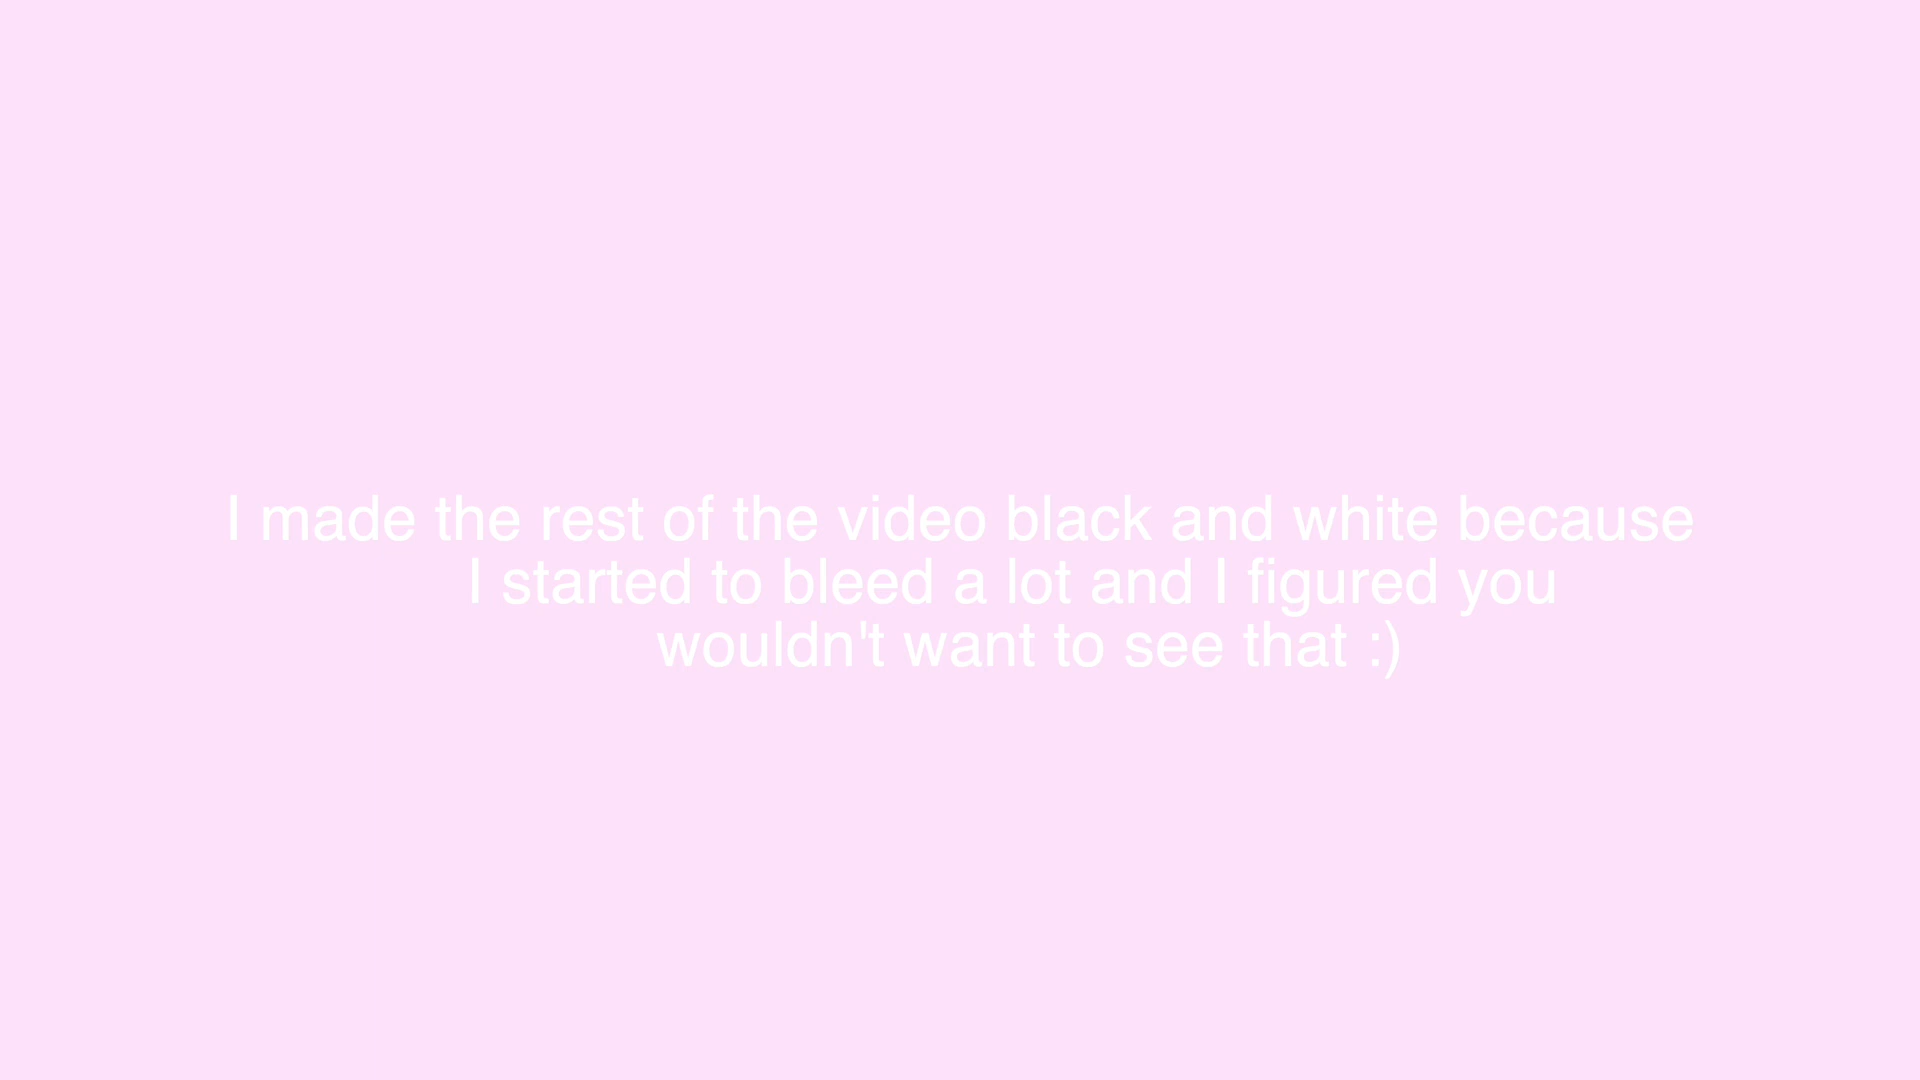 I made the rest of the video black and white because
I started to bleed a lot and I figured you
wouldn't want to see that :)